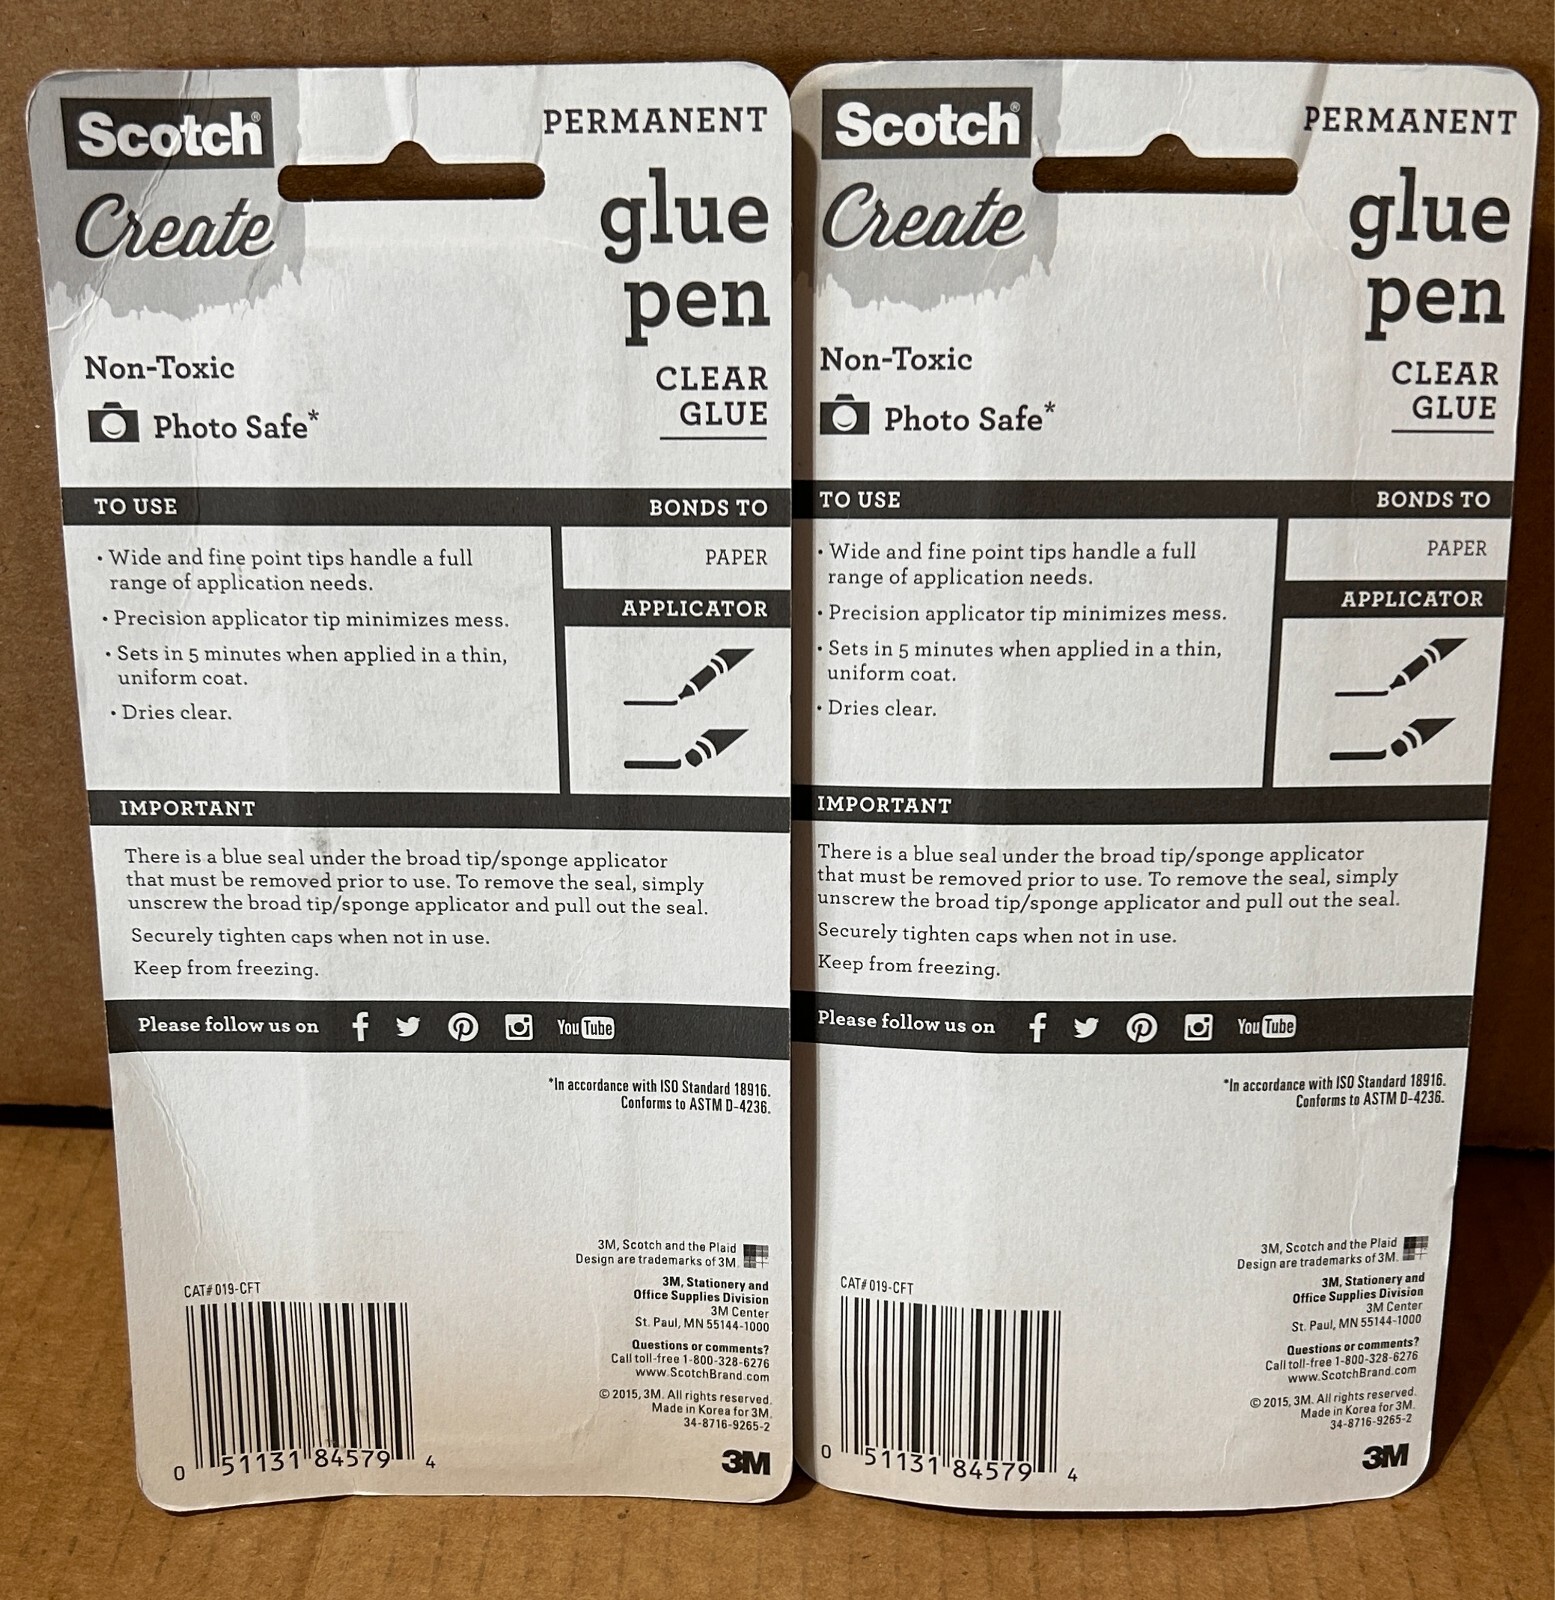 Scotch®
Create
PERMANENT
glue
pen
CLEAR
GLUE
Non-Toxic
Photo Safe*
TO USE
BONDS TO
• Wide and fine point tips handle a full
range of application needs.
• Precision applicator tip minimizes mess.
• Sets in 5 minutes when applied in a thin,
uniform coat.
• Dries clear.
PAPER
APPLICATOR
IMPORTANT
There is a blue seal under the broad tip/sponge applicator
that must be removed prior to use. To remove the seal, simply
unscrew the broad tip/sponge applicator and pull out the seal.
Securely tighten caps when not in use.
Keep from freezing.
Please follow us on
YouTube
*In accordance with ISO Standard 18916.
Conforms to ASTM D-4236.
3M, Scotch and the Plaid
Design are trademarks of 3M.
3M, Stationery and
Office Supplies Division
3M Center
St. Paul, MN 55144-1000
Questions or comments?
Call toll-free 1-800-328-6276
www.ScotchBrand.com
© 2015, 3M. All rights reserved.
Made in Korea for 3M.
34-8716-9265-2
3M
CAT# 019-CFT
0 51131 84579 4
Scotch®
Create
PERMANENT
glue
pen
CLEAR
GLUE
Non-Toxic
Photo Safe*
TO USE
BONDS TO
• Wide and fine point tips handle a full
range of application needs.
• Precision applicator tip minimizes mess.
• Sets in 5 minutes when applied in a thin,
uniform coat.
• Dries clear.
PAPER
APPLICATOR
IMPORTANT
There is a blue seal under the broad tip/sponge applicator
that must be removed prior to use. To remove the seal, simply
unscrew the broad tip/sponge applicator and pull out the seal.
Securely tighten caps when not in use.
Keep from freezing.
Please follow us on
YouTube
*In accordance with ISO Standard 18916.
Conforms to ASTM D-4236.
3M, Scotch and the Plaid
Design are trademarks of 3M.
3M, Stationery and
Office Supplies Division
3M Center
St. Paul, MN 55144-1000
Questions or comments?
Call toll-free 1-800-328-6276
www.ScotchBrand.com
© 2015, 3M. All rights reserved.
Made in Korea for 3M.
34-8716-9265-2
3M
CAT# 019-CFT
0 51131 84579 4